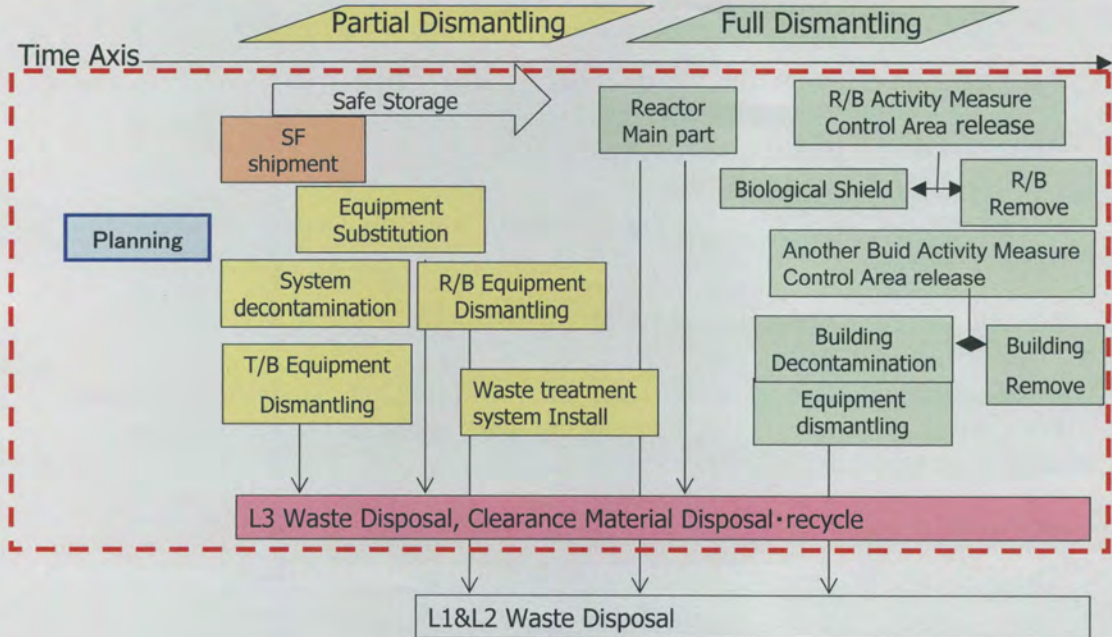 Partial Dismantling
Full Dismantling
Time Axis
Safe Storage
SF
shipment
Reactor
Main part
R/B Activity Measure
Control Area release
Biological Shield
R/B
Remove
Equipment
Substitution
Planning
Another Buid Activity Measure
Control Area release
System
decontamination
R/B Equipment
Dismantling
Building
Decontamination
Building
Remove
T/B Equipment
Dismantling
Waste treatment
system Install
Equipment
dismantling
L3 Waste Disposal, Clearance Material Disposal・recycle
L1&L2 Waste Disposal